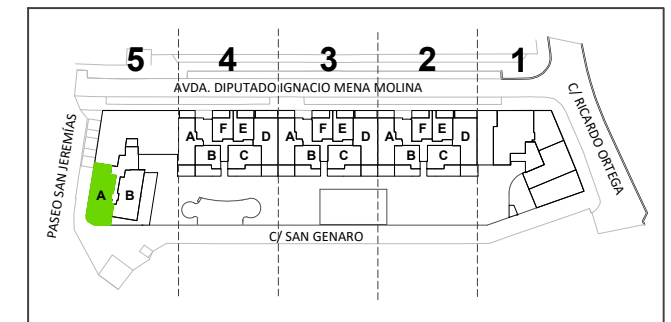 5 4 3 2 1
AVDA. DIPUTADO IGNACIO MENA MOLINA
C/ RICARDO ORTEGA
PASEO SAN JEREMÍAS
F E F E F E
A D A D A D
B C B C B C
A B
C/ SAN GENARO